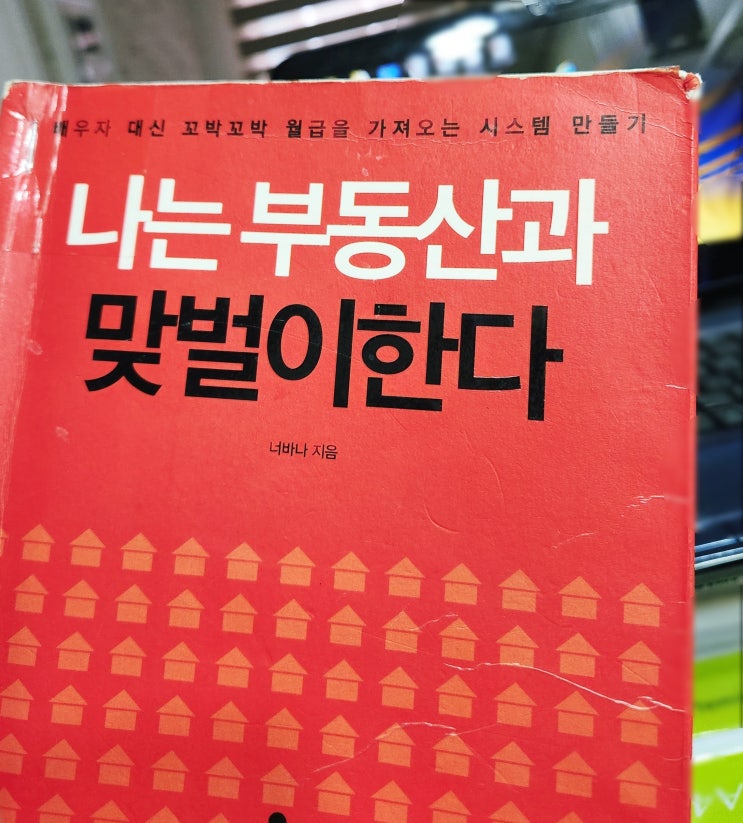 배우자 대신 꼬박꼬박 월급을 가져오는 시스템 만들기
나는 부동산과
맞벌이한다
너바나 지음
A4